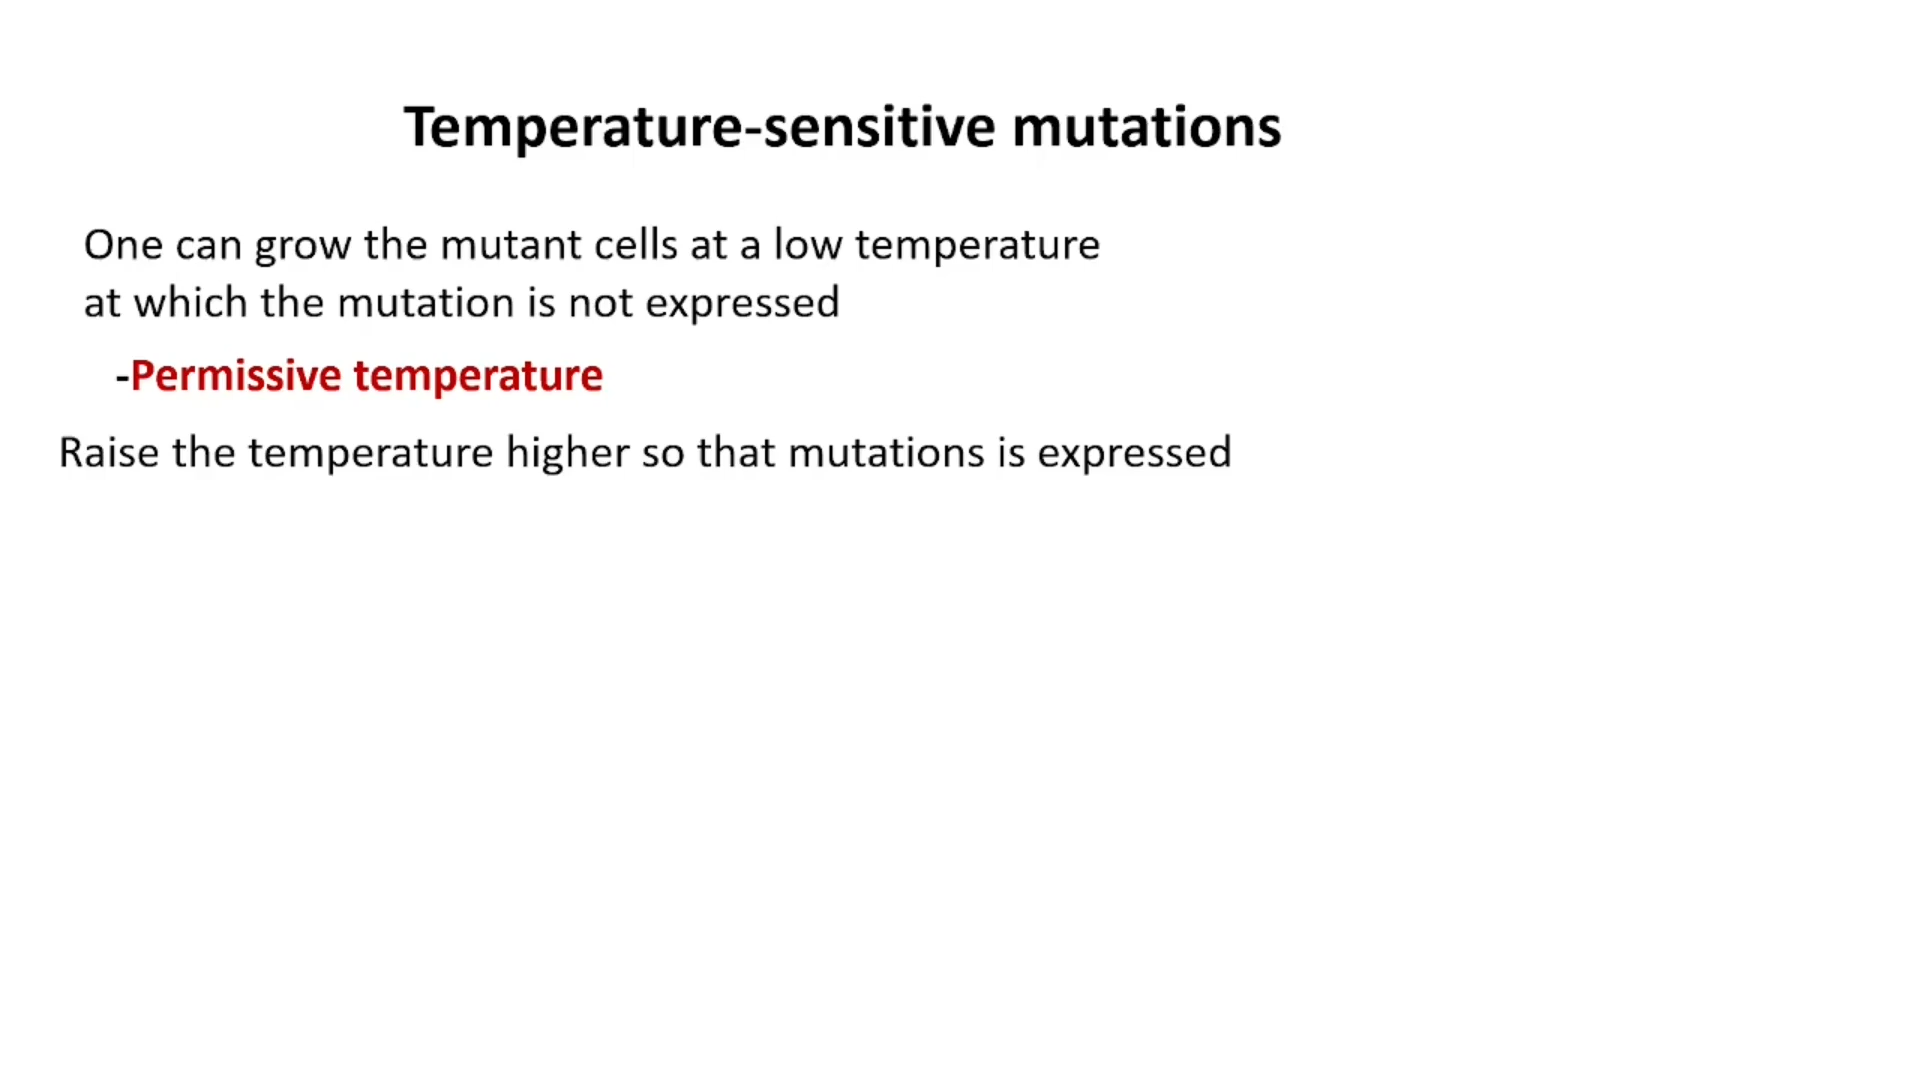 Temperature-sensitive mutations
One can grow the mutant cells at a low temperature
at which the mutation is not expressed
-Permissive temperature
Raise the temperature higher so that mutations is expressed